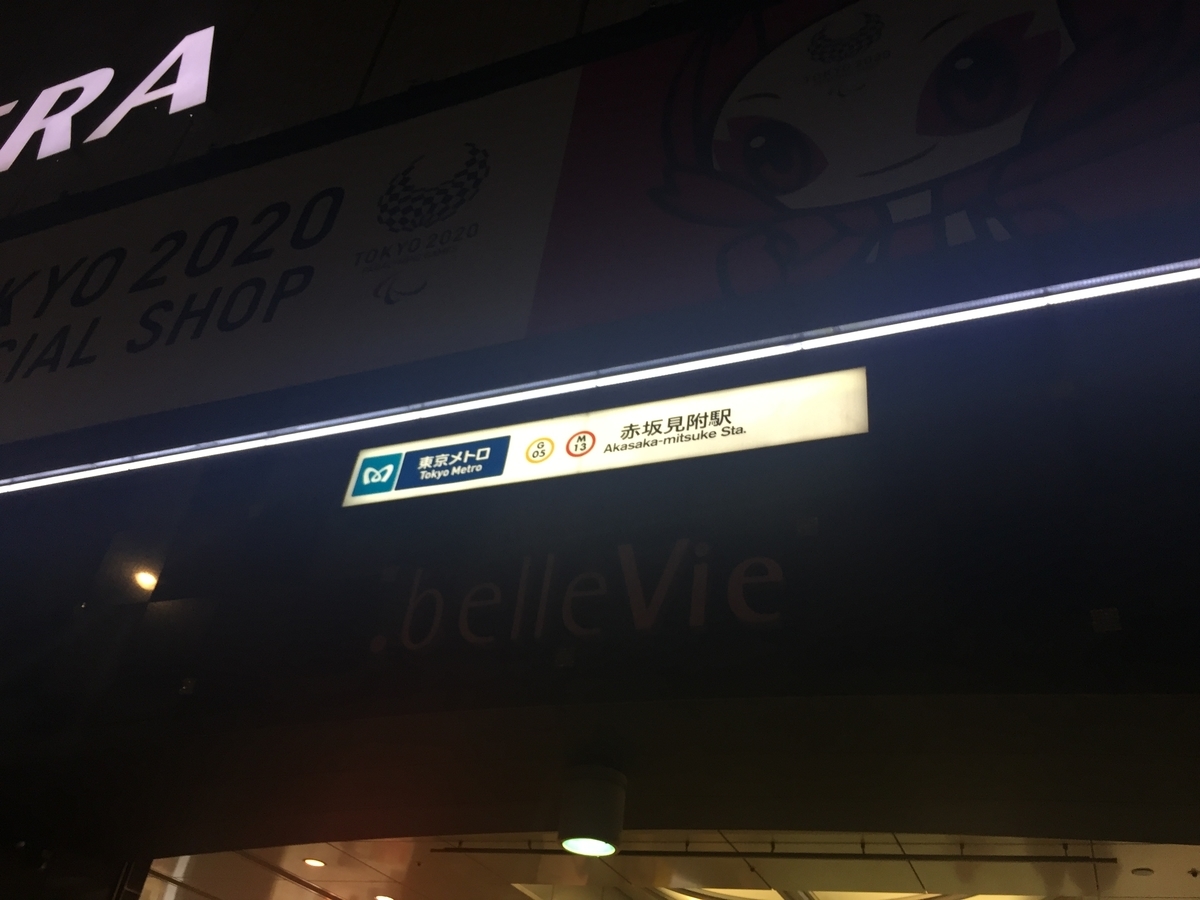 ERA
KYO 2020
CIAL SHOP
TOKYO 2020
東京メトロ
Tokyo Metro
G
05
M
13
赤坂見附駅
Akasaka-mitsuke Sta.
belleVie